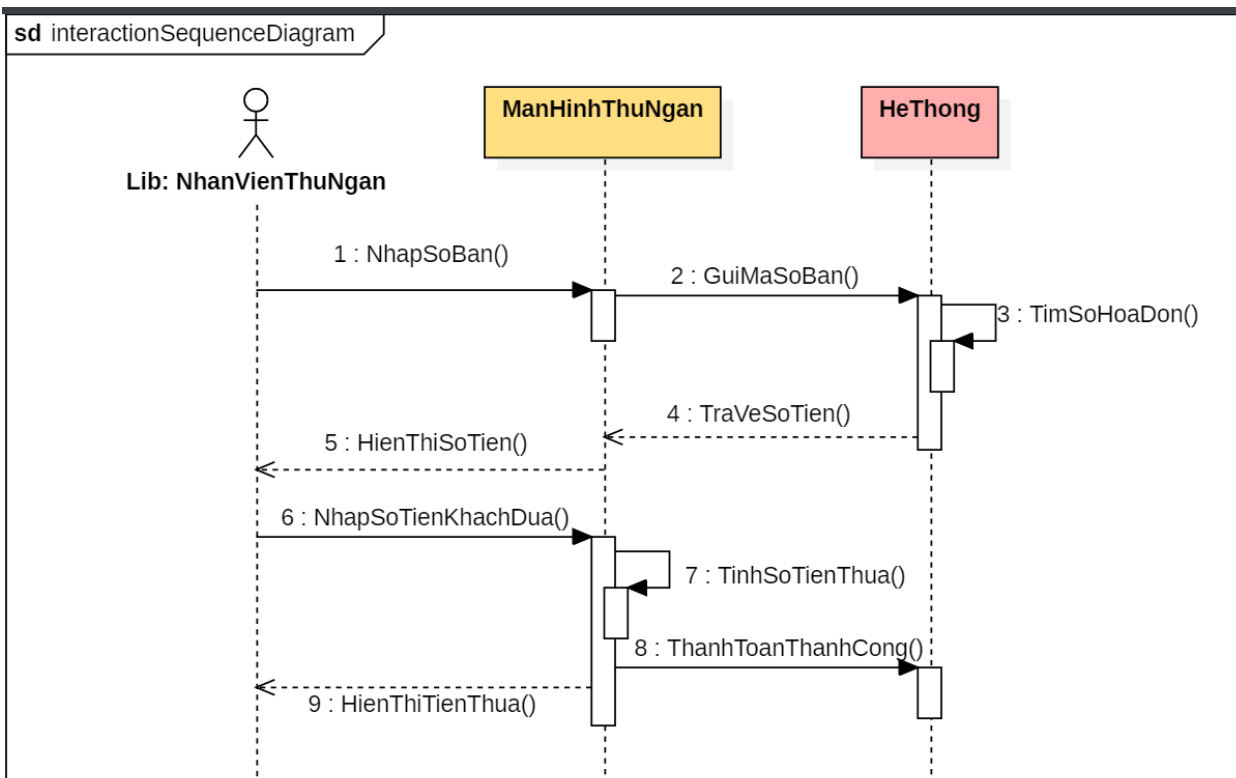 sd interactionSequenceDiagram
ManHinhThuNgan
HeThong
Lib: NhanVienThuNgan
1 : NhapSoBan()
2 : GuiMaSoBan()
3 : TimSoHoaDon()
4 : TraVeSoTien()
5 : HienThiSoTien()
6 : NhapSoTienKhachDua()
7 : TinhSoTienThua()
8 : ThanhToanThanhCong()
9 : HienThiTienThua()